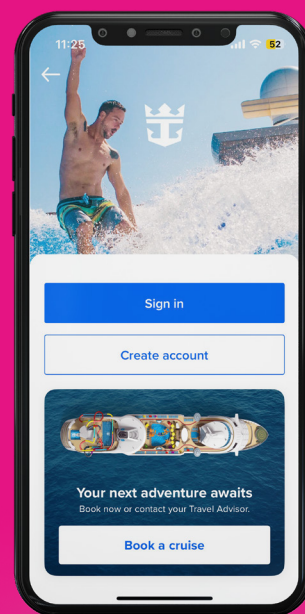 11:25
52
Sign in
Create account
Your next adventure awaits
Book now or contact your Travel Advisor.
Book a cruise